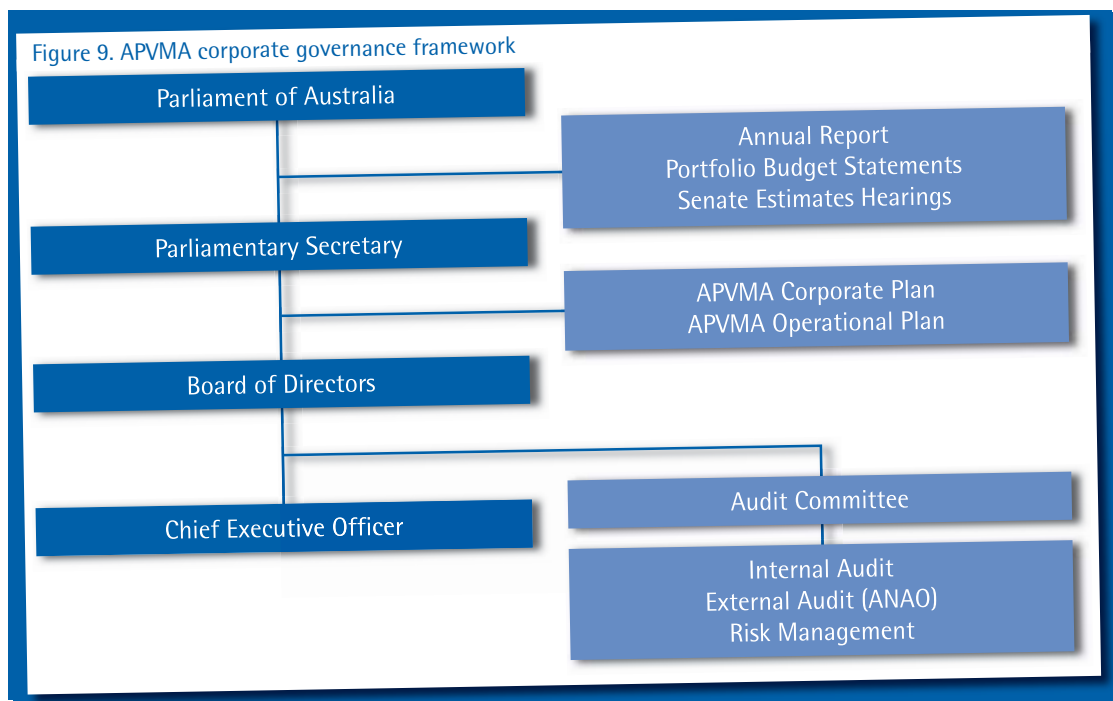 Figure 9. APVMA corporate governance framework
Parliament of Australia
Annual Report
Portfolio Budget Statements
Senate Estimates Hearings
Parliamentary Secretary
APVMA Corporate Plan
APVMA Operational Plan
Board of Directors
Audit Committee
Chief Executive Officer
Internal Audit
External Audit (ANAO)
Risk Management